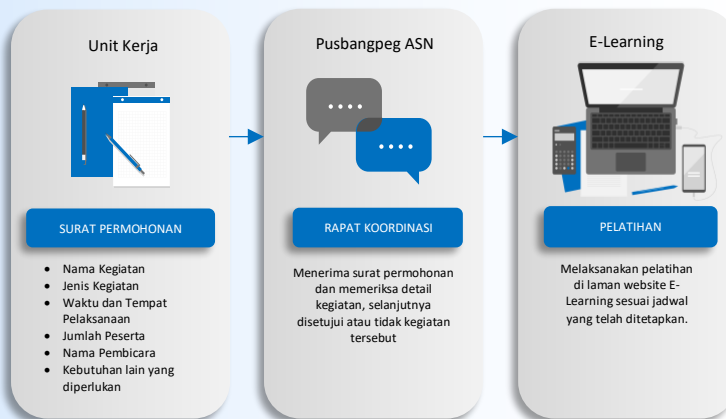 Unit Kerja
SURAT PERMOHONAN
• Nama Kegiatan
• Jenis Kegiatan
• Waktu dan Tempat
Pelaksanaan
• Jumlah Peserta
• Nama Pembicara
• Kebutuhan lain yang
diperlukan
Pusbangpeg ASN
RAPAT KOORDINASI
Menerima surat permohonan
dan memeriksa detail
kegiatan, selanjutnya
disetujui atau tidak kegiatan
tersebut
E-Learning
PELATIHAN
Melaksanakan pelatihan
di laman website E-
Learning sesuai jadwal
yang telah ditetapkan.